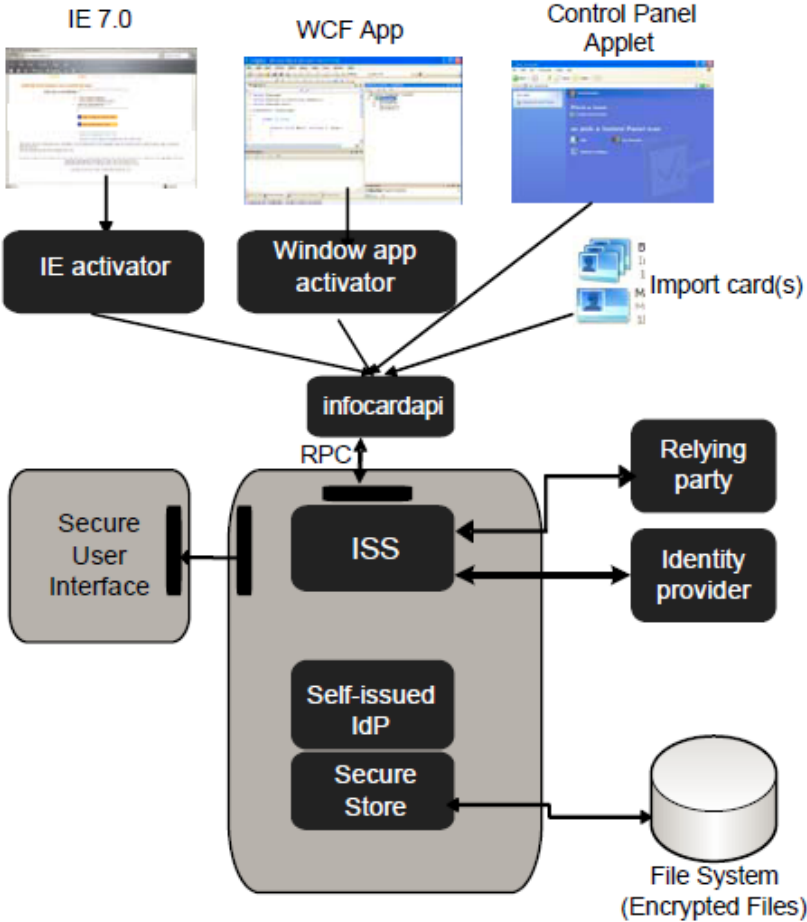 IE 7.0
WCF App
Control Panel
Applet
IE activator
Window app
activator
Import card(s)
infocardapi
RPC
Relying
party
Secure
User
Interface
ISS
Identity
provider
Self-issued
IdP
Secure
Store
File System
(Encrypted Files)